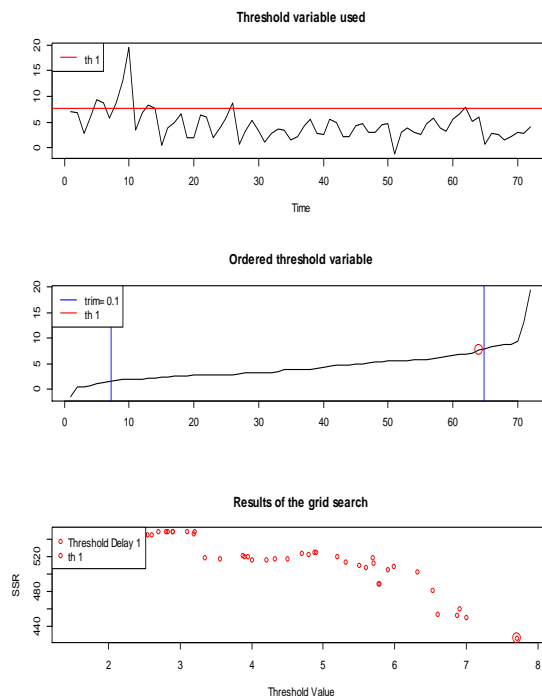 Threshold variable used
th 1
20
15
10
5
0
0 10 20 30 40 50 60 70
Time
Ordered threshold variable
trim= 0.1
th 1
20
15
10
5
0
0 10 20 30 40 50 60 70
Results of the grid search
Threshold Delay 1
th 1
SSR
520
480
440
2 3 4 5 6 7 8
Threshold Value